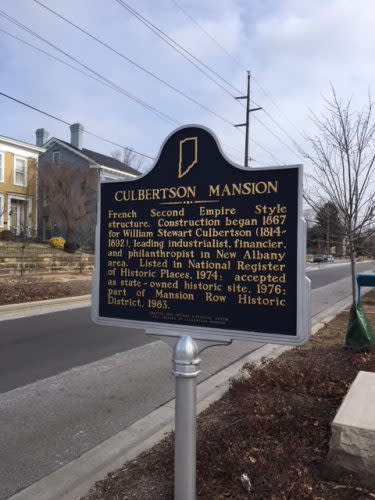 CULBERTSON MANSION
French Second Empire Style
structure. Construction began 1867
for William Stewart Culbertson (1814-
1892), leading industrialist, financier,
and philanthropist in New Albany
area. Listed in National Register
of Historic Places, 1974; accepted
as state-owned historic site, 1976;
part of Mansion Row Historic
District, 1983.